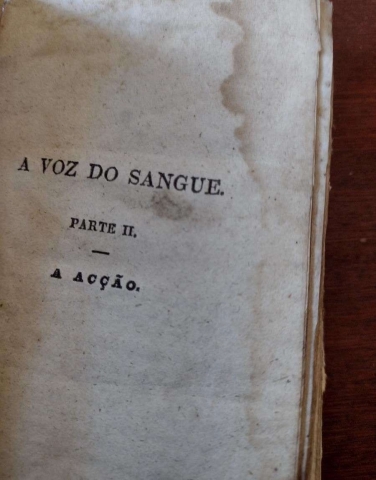 A VOZ DO SANGUE.
PARTE II.
A ACÇÃO.